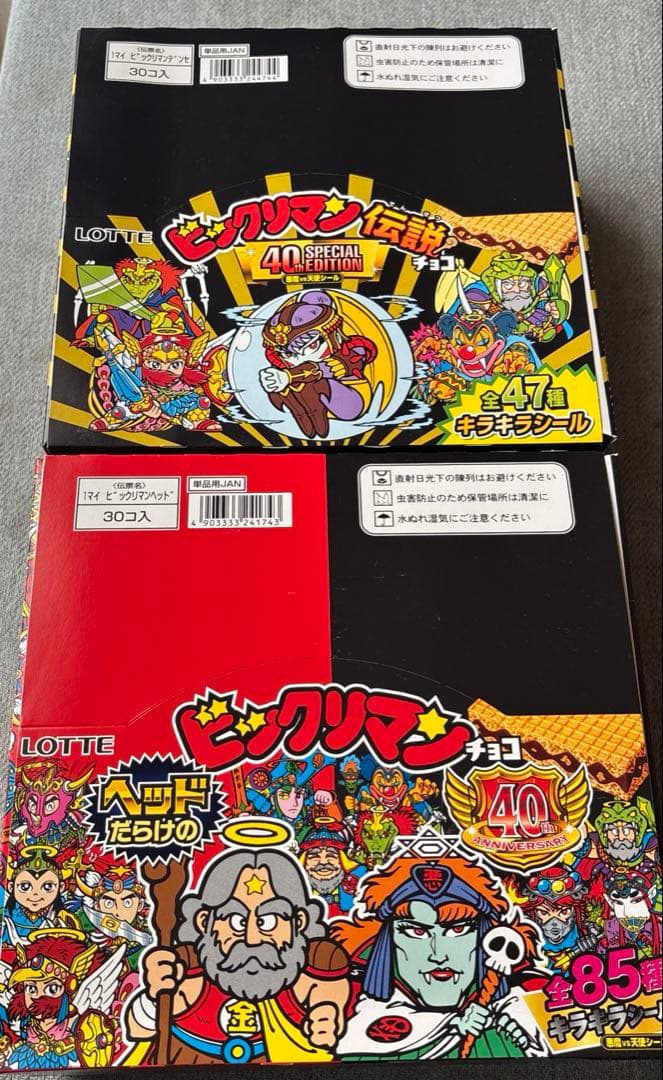 〈伝票名〉
1マイ ビックリマンデンセ
30コ入
単品用JAN
4 903333 244744
直射日光下の陳列はお避けください
虫害防止のため保管場所は清潔に
水ぬれ湿気にご注意ください
LOTTE
ビックリマン
伝説
チョコ
40th SPECIAL EDITION
悪魔VS天使シール
全47種
キラキラシール
〈伝票名〉
1マイ ビックリマンヘッド
30コ入
単品用JAN
4 903333 241743
直射日光下の陳列はお避けください
虫害防止のため保管場所は清潔に
水ぬれ湿気にご注意ください
LOTTE
ビックリマン
チョコ
ヘッド
だらけの
40th
ANNIVERSARY
悪
金
全85種
キラキラシール
悪魔VS天使シール